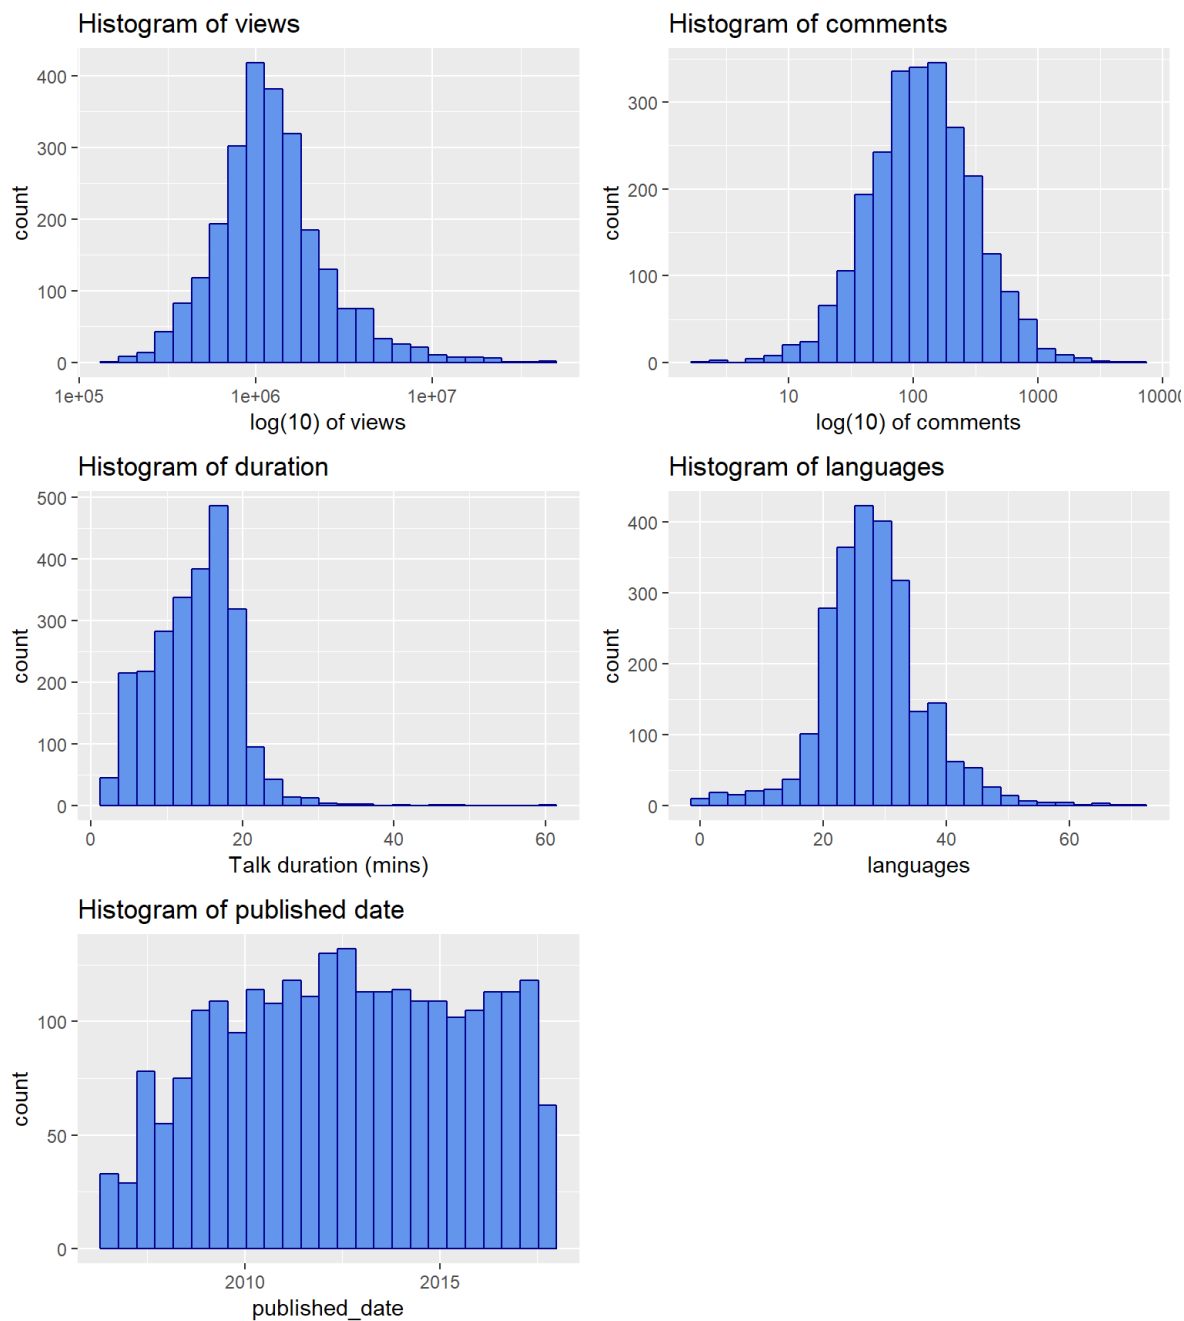 Histogram of views
count
400
300
200
100
0
1e+05 1e+06 1e+07
log(10) of views
Histogram of comments
count
300
200
100
0
10 100 1000 10000
log(10) of comments
Histogram of duration
count
500
400
300
200
100
0
0 20 40 60
Talk duration (mins)
Histogram of languages
count
400
300
200
100
0
0 20 40 60
languages
Histogram of published date
count
100
50
0
2010 2015
published_date